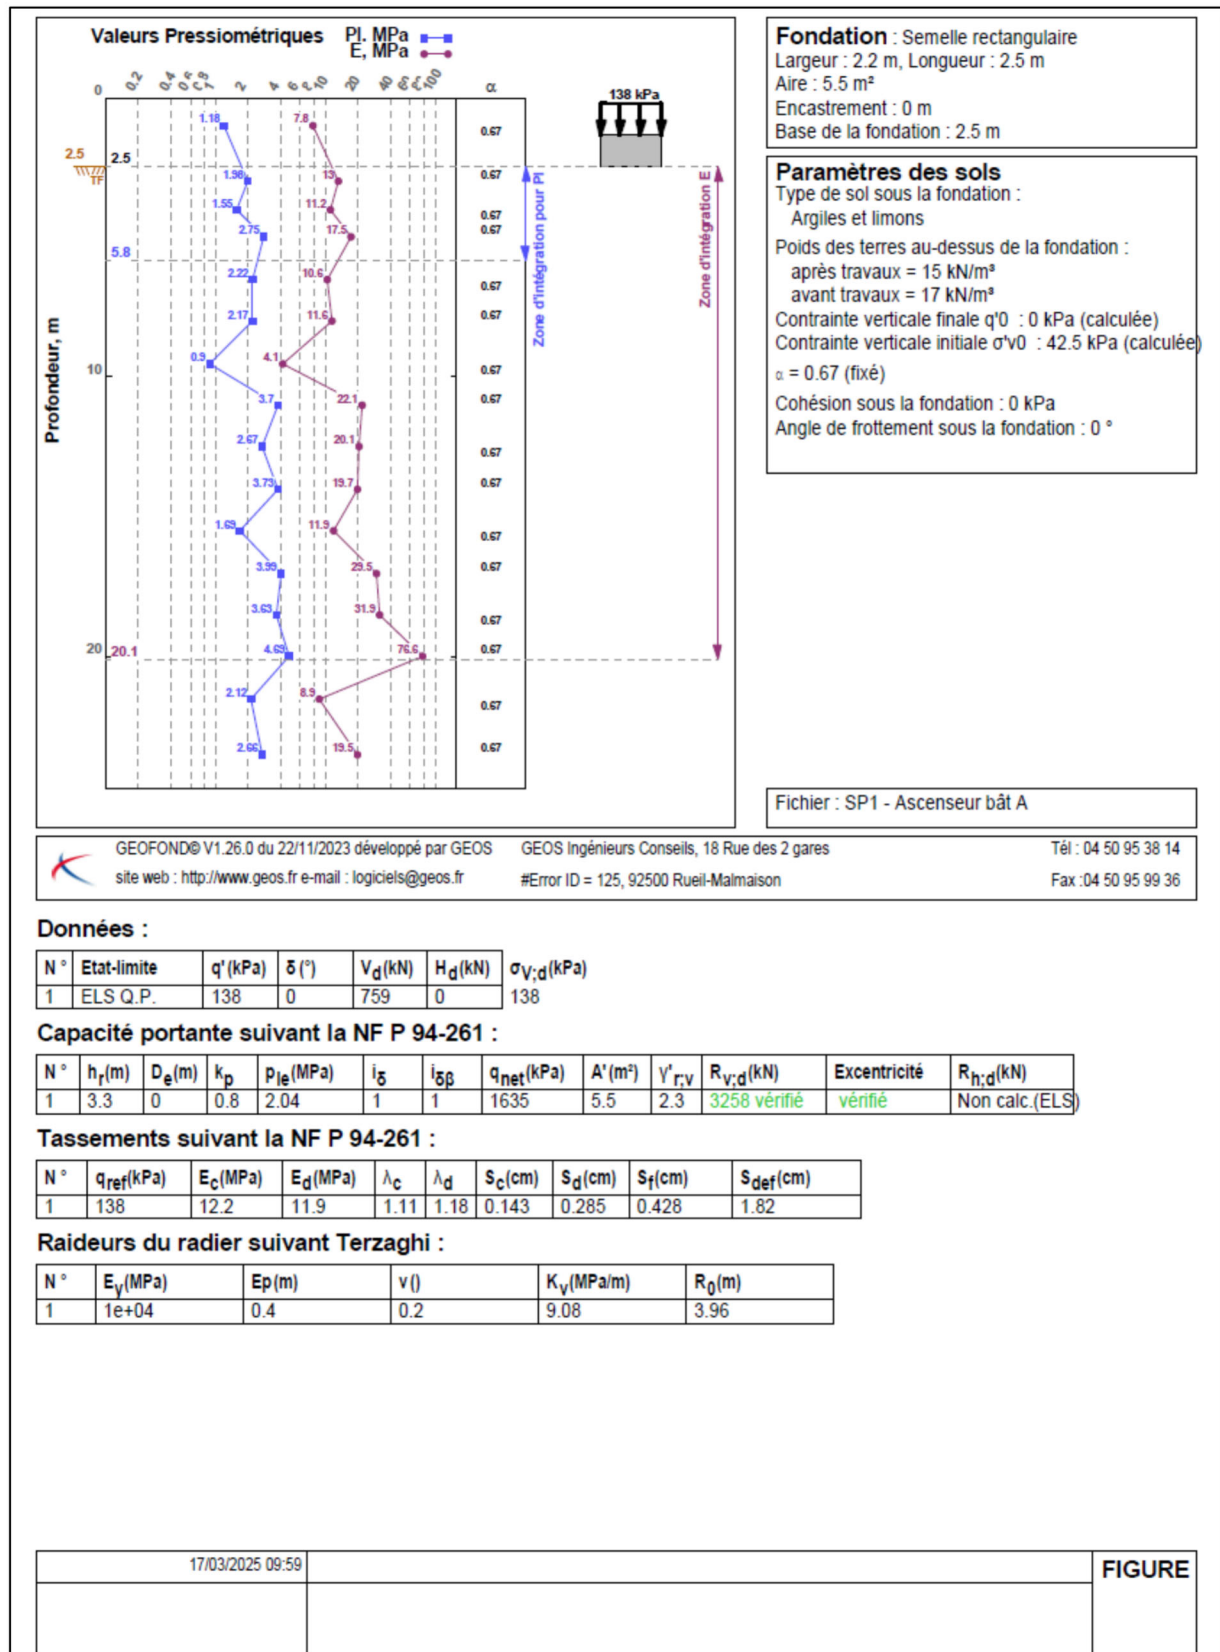 Valeurs Pressiométriques Pl, MPa
E, MPa
0.2 0.4 1 2 4 6 10 20 40 100 α
0
1.18 7.8 0.67
2.5 2.5
TF
1.98 13 0.67
1.55 11.2 0.67
2.75 17.5 0.67
5.8
2.22 10.6 0.67
2.17 11.6 0.67
0.9 4.1 0.67
10
3.7 22.1 0.67
2.67 20.1 0.67
3.73 19.7 0.67
1.69 11.9 0.67
3.99 29.5 0.67
3.63 31.9 0.67
20 20.1
4.69 76.6 0.67
2.12 8.9 0.67
2.66 19.5 0.67
Profondeur, m
138 kPa
Zone d'intégration pour Pl
Zone d'intégration E
Fondation : Semelle rectangulaire
Largeur : 2.2 m, Longueur : 2.5 m
Aire : 5.5 m²
Encastrement : 0 m
Base de la fondation : 2.5 m
Paramètres des sols
Type de sol sous la fondation :
Argiles et limons
Poids des terres au-dessus de la fondation :
après travaux = 15 kN/m³
avant travaux = 17 kN/m³
Contrainte verticale finale q'0 : 0 kPa (calculée)
Contrainte verticale initiale σ'v0 : 42.5 kPa (calculée)
α = 0.67 (fixé)
Cohésion sous la fondation : 0 kPa
Angle de frottement sous la fondation : 0 °
Fichier : SP1 - Ascenseur bât A
GEOFOND© V1.26.0 du 22/11/2023 développé par GEOS GEOS Ingénieurs Conseils, 18 Rue des 2 gares Tél : 04 50 95 38 14
site web : http://www.geos.fr e-mail : logiciels@geos.fr #Error ID = 125, 92500 Rueil-Malmaison Fax :04 50 95 99 36
Données :
N ° Etat-limite q'(kPa) δ (°) Vd(kN) Hd(kN) σV;d(kPa)
1 ELS Q.P. 138 0 759 0 138
Capacité portante suivant la NF P 94-261 :
N ° hr(m) De(m) kp ple(MPa) iδ iδβ qnet(kPa) A'(m²) γ'r;v Rv;d(kN) Excentricité Rh;d(kN)
1 3.3 0 0.8 2.04 1 1 1635 5.5 2.3 3258 vérifié vérifié Non calc.(ELS)
Tassements suivant la NF P 94-261 :
N ° qref(kPa) Ec(MPa) Ed(MPa) λc λd Sc(cm) Sd(cm) Sf(cm) Sdef(cm)
1 138 12.2 11.9 1.11 1.18 0.143 0.285 0.428 1.82
Raideurs du radier suivant Terzaghi :
N ° Ey(MPa) Ep(m) ν () Kv(MPa/m) R0(m)
1 1e+04 0.4 0.2 9.08 3.96
17/03/2025 09:59 FIGURE